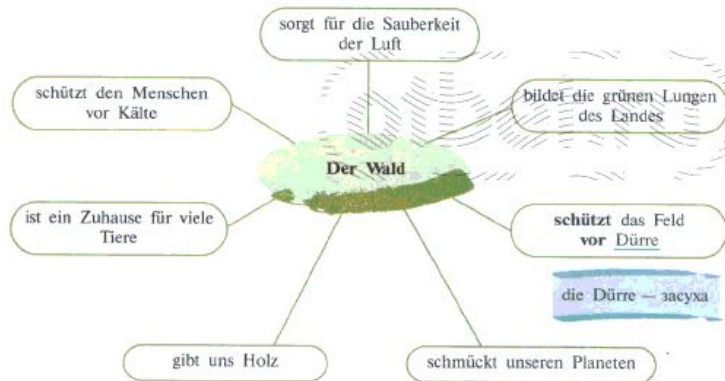 sorgt für die Sauberkeit
der Luft
schützt den Menschen
vor Kälte
bildet die grünen Lungen
des Landes
Der Wald
ist ein Zuhause für viele
Tiere
schützt das Feld
vor Dürre
die Dürre — засуха
gibt uns Holz
schmückt unseren Planeten